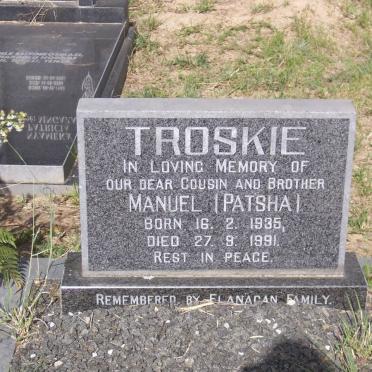 TROSKIE
IN LOVING MEMORY OF
OUR DEAR COUSIN AND BROTHER
MANUEL (PATSHA)
BORN 16. 2. 1935,
DIED 27. 9. 1991.
REST IN PEACE.
REMEMBERED BY FLANAGAN FAMILY.
PATRICIA